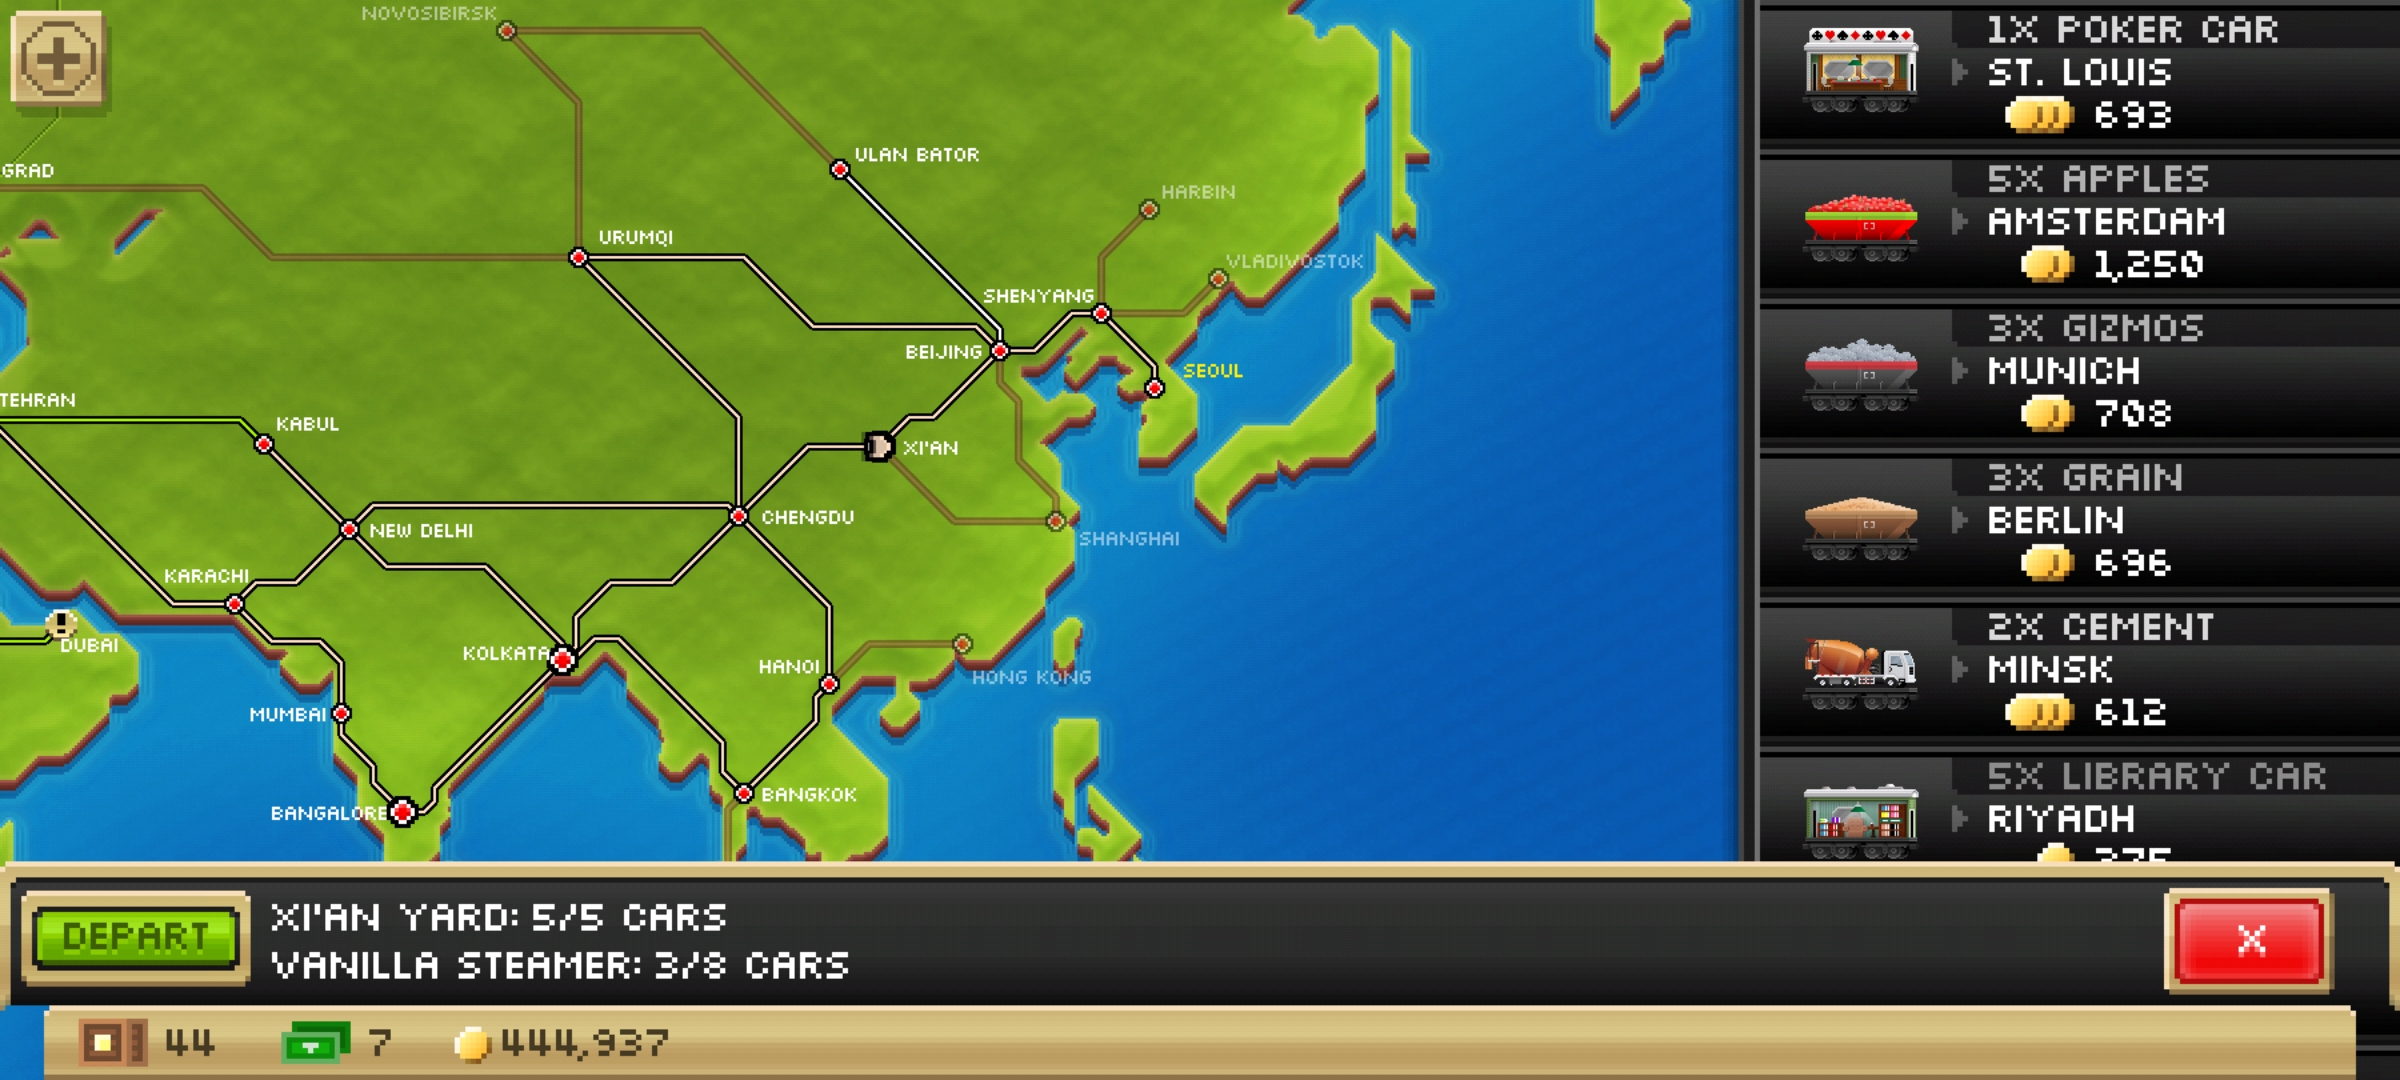 NOVOSIBIRSK
ULAN BATOR
GRAD
HARBIN
URUMQI
VLADIVOSTOK
SHENYANG
BEIJING
SEOUL
TEHRAN
KABUL
XI'AN
NEW DELHI
CHENGDU
SHANGHAI
KARACHI
DUBAI
KOLKATA
HANOI
HONG KONG
MUMBAI
BANGKOK
BANGALORE
1X POKER CAR
ST. LOUIS
693
5X APPLES
AMSTERDAM
1,250
3X GIZMOS
MUNICH
708
3X GRAIN
BERLIN
696
2X CEMENT
MINSK
612
5X LIBRARY CAR
RIYADH
DEPART
XI'AN YARD: 5/5 CARS
VANILLA STEAMER: 3/8 CARS
X
44
7
444,937